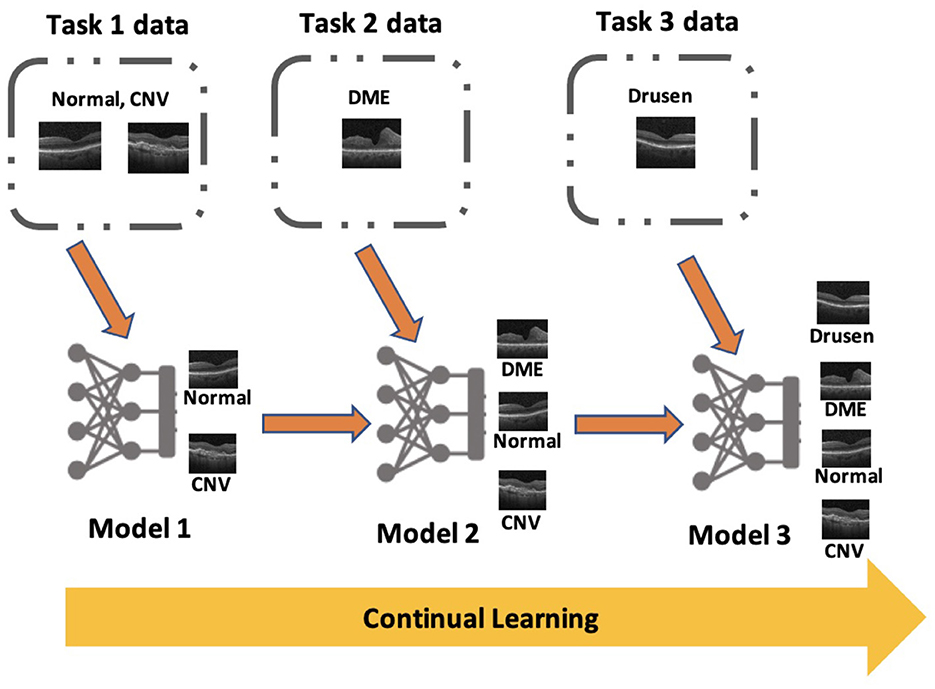 Task 1 data
Task 2 data
Task 3 data
Normal, CNV
DME
Drusen
Normal
CNV
Model 1
DME
Normal
CNV
Model 2
Drusen
DME
Normal
CNV
Model 3
Continual Learning